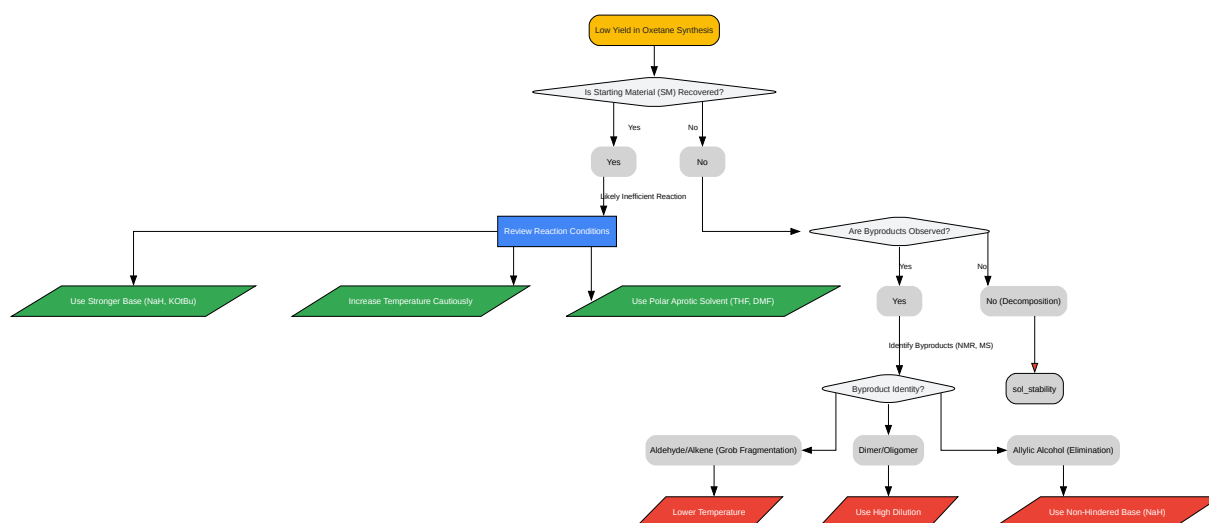 Low Yield in Oxetane Synthesis
Is Starting Material (SM) Recovered?
Yes
No
Yes
No
Likely Inefficient Reaction
Review Reaction Conditions
Are Byproducts Observed?
Yes
No
Use Stronger Base (NaH, KOtBu)
Increase Temperature Cautiously
Use Polar Aprotic Solvent (THF, DMF)
Yes
No (Decomposition)
Identify Byproducts (NMR, MS)
Byproduct Identity?
sol_stability
Aldehyde/Alkene (Grob Fragmentation)
Dimer/Oligomer
Allylic Alcohol (Elimination)
Lower Temperature
Use High Dilution
Use Non-Hindered Base (NaH)